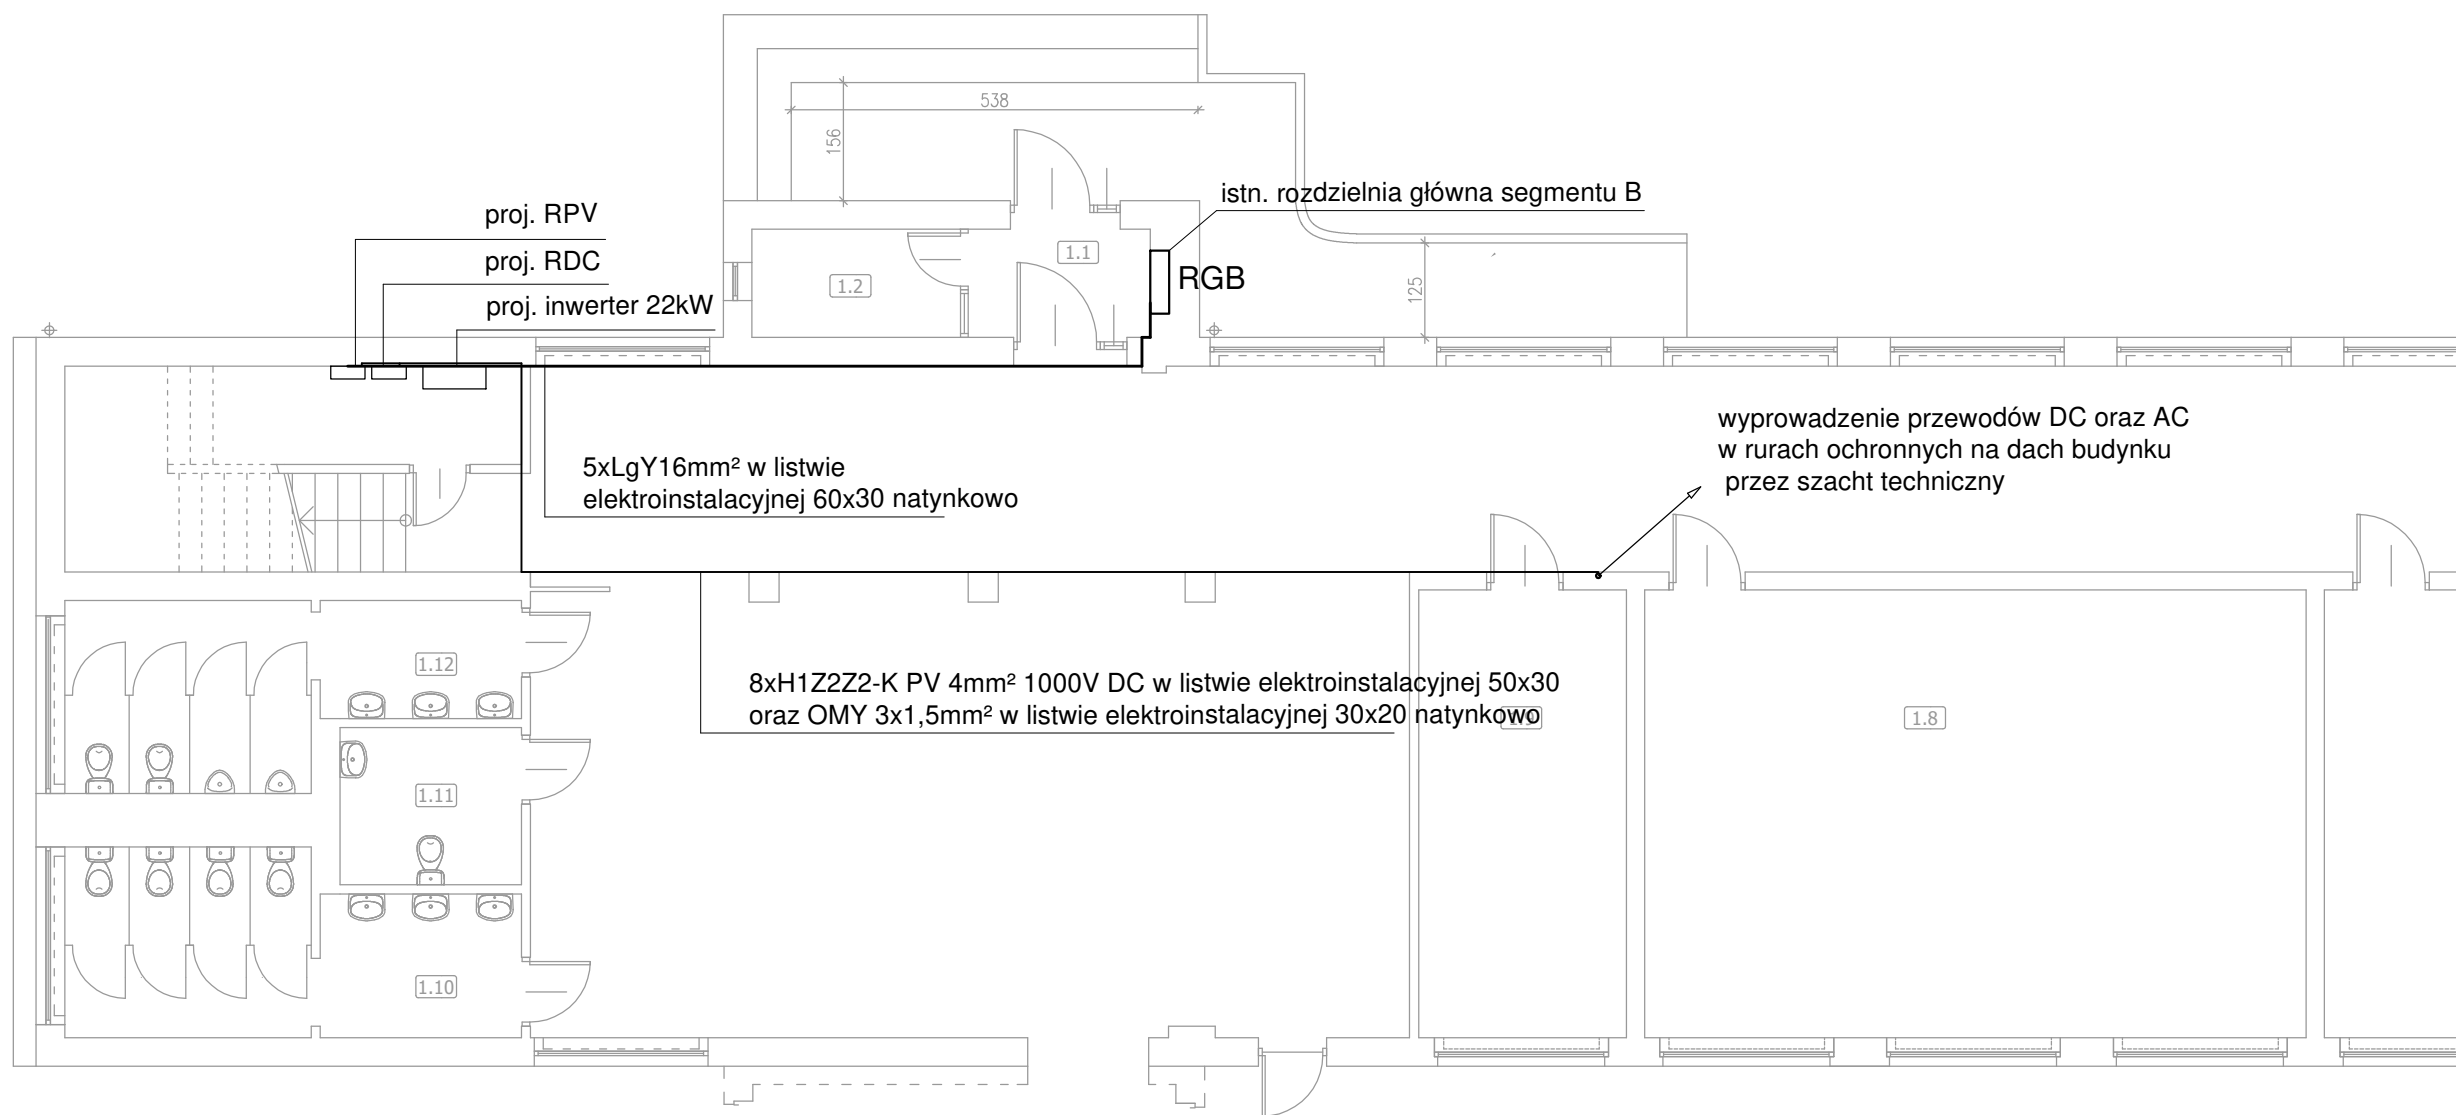 538
156
istn. rozdzielnia główna segmentu B
proj. RPV
proj. RDC
proj. inwerter 22kW
1.1
1.2
RGB
125
wyprowadzenie przewodów DC oraz AC
w rurach ochronnych na dach budynku
przez szacht techniczny
5xLgY16mm² w listwie
elektroinstalacyjnej 60x30 natynkowo
1.12
8xH1Z2Z2-K PV 4mm² 1000V DC w listwie elektroinstalacyjnej 50x30
oraz OMY 3x1,5mm² w listwie elektroinstalacyjnej 30x20 natynkowo
1.9
1.8
1.11
1.10